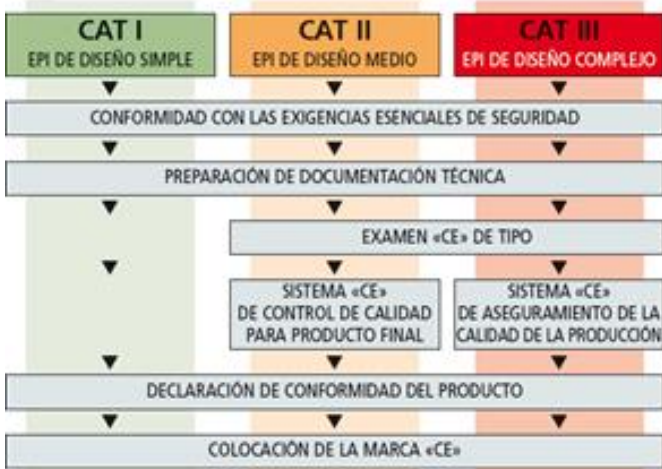 CAT I
EPI DE DISEÑO SIMPLE
CAT II
EPI DE DISEÑO MEDIO
CAT III
EPI DE DISEÑO COMPLEJO
CONFORMIDAD CON LAS EXIGENCIAS ESENCIALES DE SEGURIDAD
PREPARACIÓN DE DOCUMENTACIÓN TÉCNICA
EXAMEN «CE» DE TIPO
SISTEMA «CE»
DE CONTROL DE CALIDAD
PARA PRODUCTO FINAL
SISTEMA «CE»
DE ASEGURAMIENTO DE LA
CALIDAD DE LA PRODUCCIÓN
DECLARACIÓN DE CONFORMIDAD DEL PRODUCTO
COLOCACIÓN DE LA MARCA «CE»